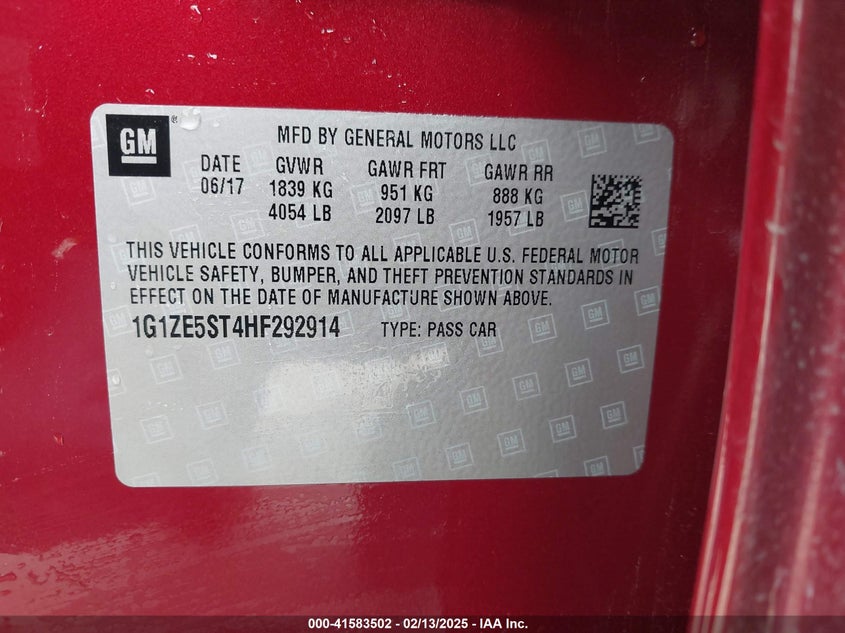 GM ®
MFD BY GENERAL MOTORS LLC
DATE GVWR GAWR FRT GAWR RR
06/17 1839 KG 951 KG 888 KG
4054 LB 2097 LB 1957 LB
THIS VEHICLE CONFORMS TO ALL APPLICABLE U.S. FEDERAL MOTOR
VEHICLE SAFETY, BUMPER, AND THEFT PREVENTION STANDARDS IN
EFFECT ON THE DATE OF MANUFACTURE SHOWN ABOVE.
1G1ZE5ST4HF292914 TYPE: PASS CAR
000-41583502 - 02/13/2025 - IAA Inc.